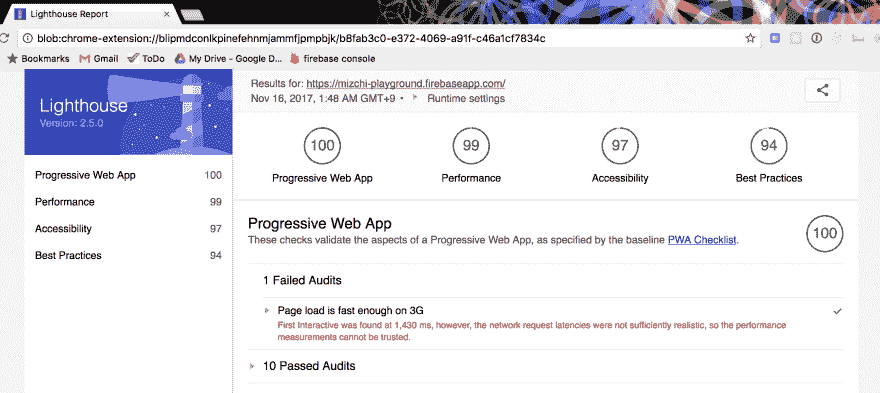 Lighthouse Report
blob:chrome-extension://blipmdconlkpinefehnmjammfjpmpbjk/b8fab3c0-e372-4069-a91f-c46a1cf7834c
Bookmarks Gmail ToDo My Drive - Google D... firebase console
Lighthouse
Version: 2.5.0
Progressive Web App 100
Performance 99
Accessibility 97
Best Practices 94
Results for: https://mizchi-playground.firebaseapp.com/
Nov 16, 2017, 1:48 AM GMT+9 • Runtime settings
100 99 97 94
Progressive Web App Performance Accessibility Best Practices
Progressive Web App 100
These checks validate the aspects of a Progressive Web App, as specified by the baseline PWA Checklist.
1 Failed Audits
Page load is fast enough on 3G
First Interactive was found at 1,430 ms, however, the network request latencies were not sufficiently realistic, so the performance
measurements cannot be trusted.
10 Passed Audits